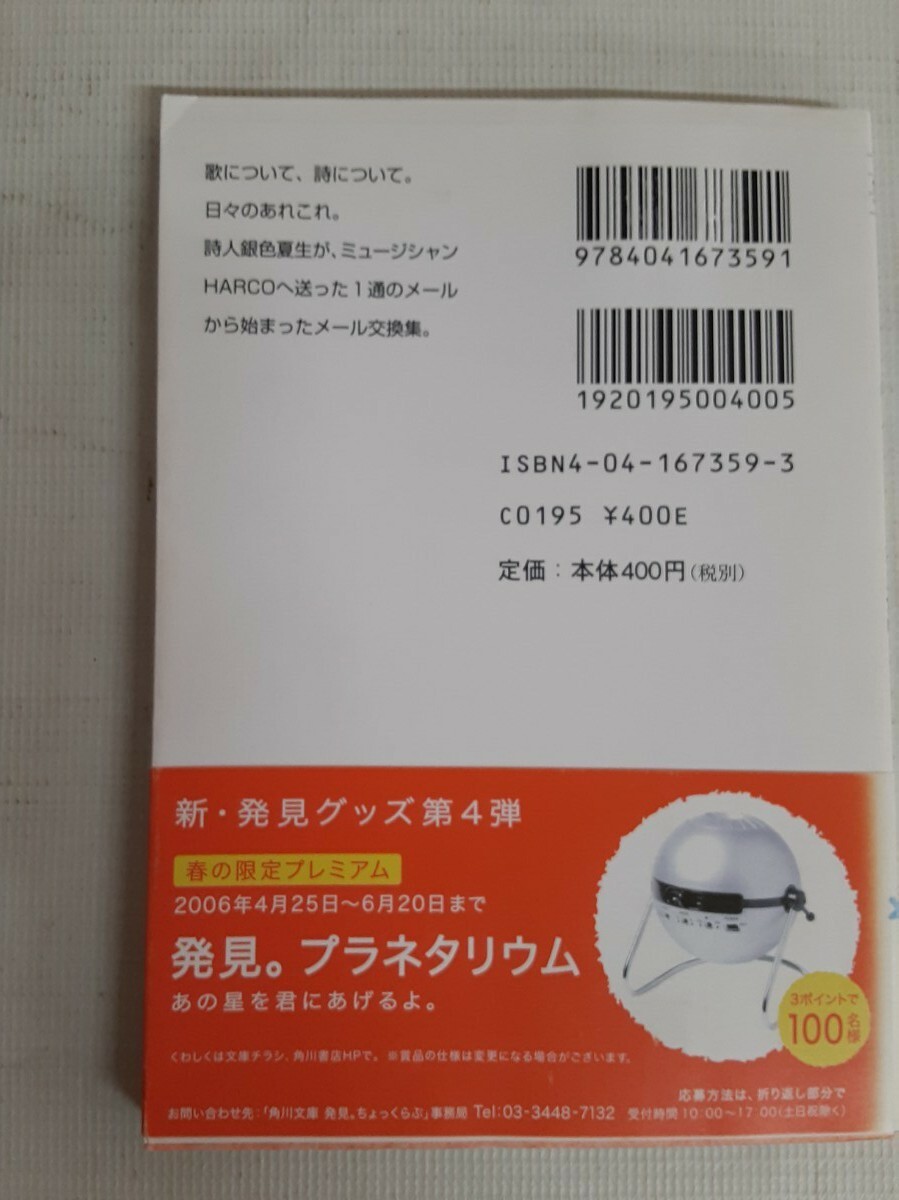 歌について、詩について。
日々のあれこれ。
詩人銀色夏生が、ミュージシャン
HARCOへ送った1通のメール
から始まったメール交換集。
9784041673591
1920195004005
ISBN4-04-167359-3
C0195 ¥400E
定価:本体400円(税別)
新・発見グッズ第4弾
春の限定プレミアム
2006年4月25日〜6月20日まで
発見。プラネタリウム
あの星を君にあげるよ。
3ポイントで
100名様
くわしくは文庫チラシ、角川書店HPで。 ※賞品の仕様は変更になる場合がございます。
応募方法は、折り返し部分で
お問い合わせ先:「角川文庫 発見。ちょっくらぶ」事務局 Tel:03-3448-7132 受付時間10:00〜17:00(土日祝除く)